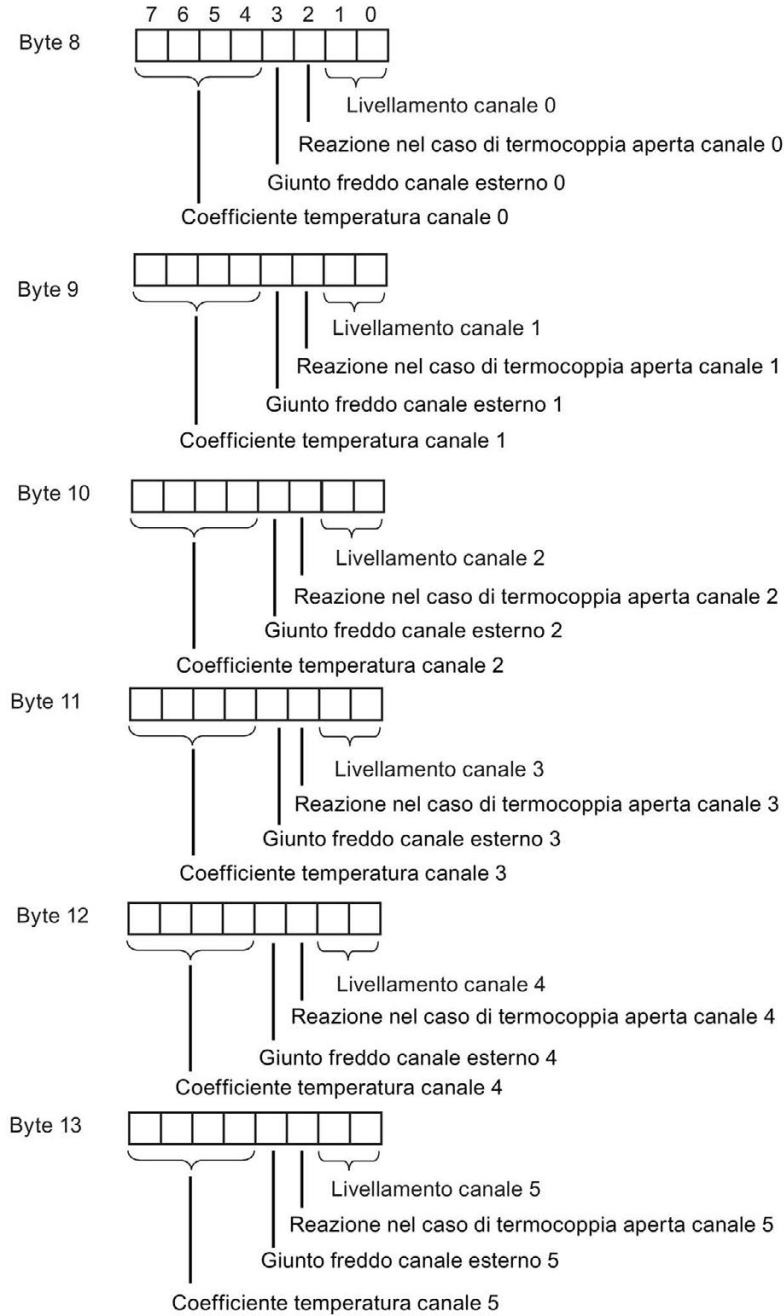 7 6 5 4 3 2 1 0
Byte 8
Livellamento canale 0
Reazione nel caso di termocoppia aperta canale 0
Giunto freddo canale esterno 0
Coefficiente temperatura canale 0
Byte 9
Livellamento canale 1
Reazione nel caso di termocoppia aperta canale 1
Giunto freddo canale esterno 1
Coefficiente temperatura canale 1
Byte 10
Livellamento canale 2
Reazione nel caso di termocoppia aperta canale 2
Giunto freddo canale esterno 2
Coefficiente temperatura canale 2
Byte 11
Livellamento canale 3
Reazione nel caso di termocoppia aperta canale 3
Giunto freddo canale esterno 3
Coefficiente temperatura canale 3
Byte 12
Livellamento canale 4
Reazione nel caso di termocoppia aperta canale 4
Giunto freddo canale esterno 4
Coefficiente temperatura canale 4
Byte 13
Livellamento canale 5
Reazione nel caso di termocoppia aperta canale 5
Giunto freddo canale esterno 5
Coefficiente temperatura canale 5